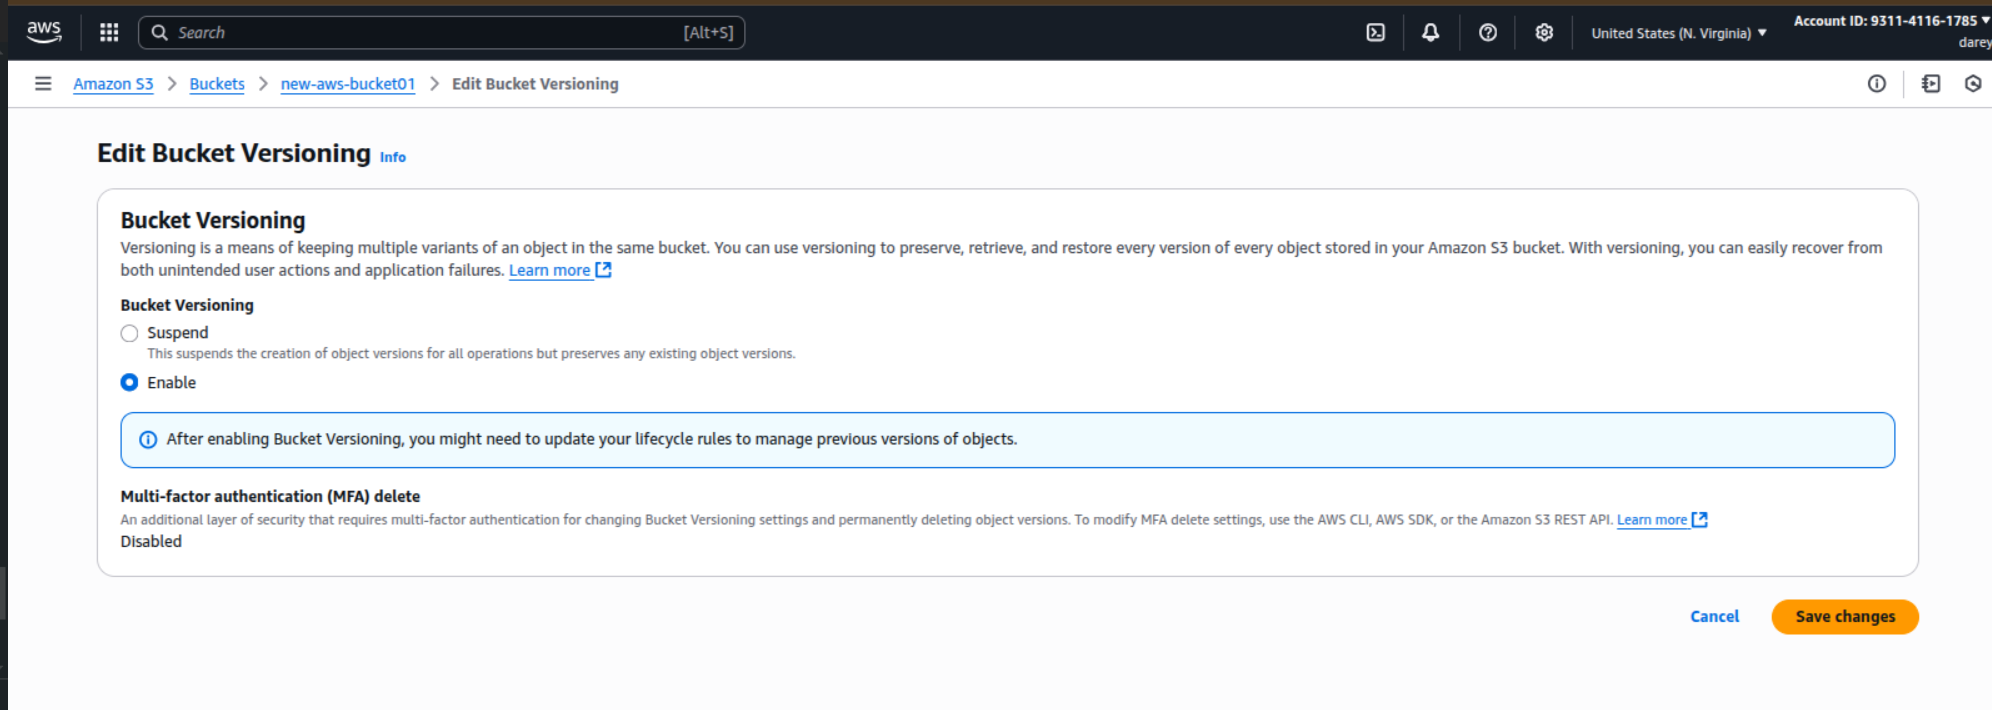 aws
Search [Alt+S]
United States (N. Virginia)
Account ID: 9311-4116-1785
darey
Amazon S3 > Buckets > new-aws-bucket01 > Edit Bucket Versioning
Edit Bucket Versioning Info
Bucket Versioning
Versioning is a means of keeping multiple variants of an object in the same bucket. You can use versioning to preserve, retrieve, and restore every version of every object stored in your Amazon S3 bucket. With versioning, you can easily recover from
both unintended user actions and application failures. Learn more
Bucket Versioning
Suspend
This suspends the creation of object versions for all operations but preserves any existing object versions.
Enable
After enabling Bucket Versioning, you might need to update your lifecycle rules to manage previous versions of objects.
Multi-factor authentication (MFA) delete
An additional layer of security that requires multi-factor authentication for changing Bucket Versioning settings and permanently deleting object versions. To modify MFA delete settings, use the AWS CLI, AWS SDK, or the Amazon S3 REST API. Learn more
Disabled
Cancel Save changes